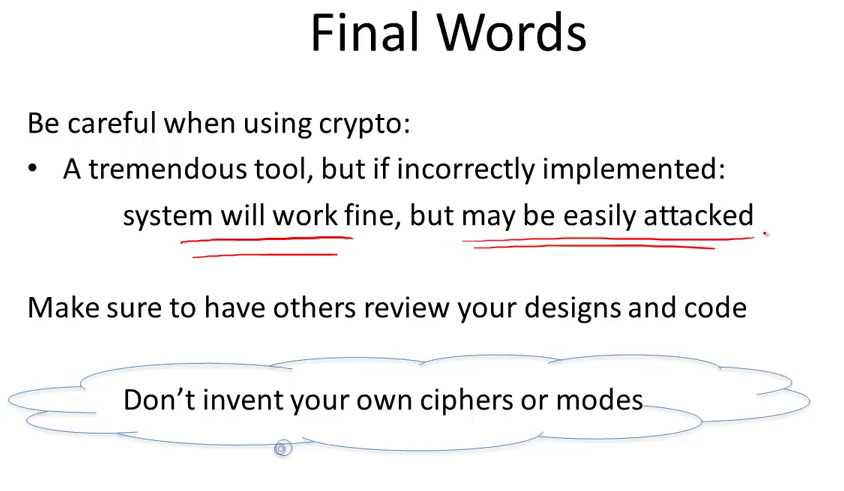 Final Words
Be careful when using crypto:
• A tremendous tool, but if incorrectly implemented:
system will work fine, but may be easily attacked
Make sure to have others review your designs and code
Don’t invent your own ciphers or modes